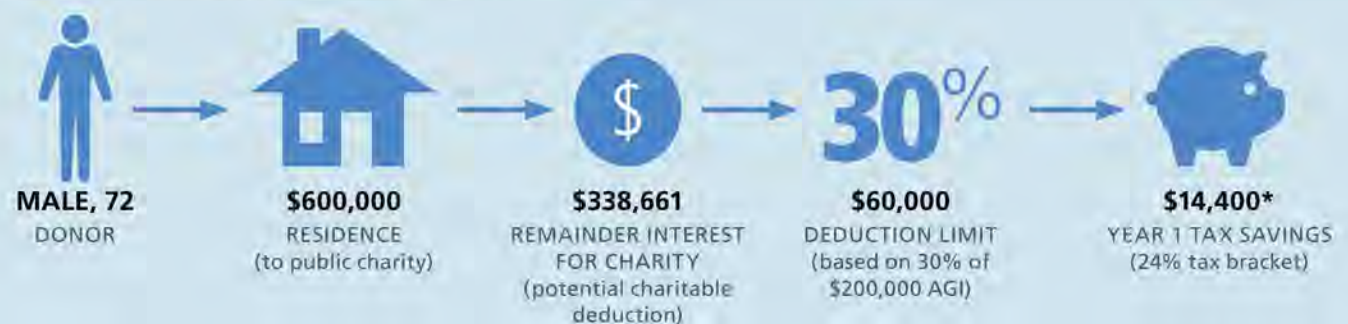 MALE, 72
DONOR
$600,000
RESIDENCE
(to public charity)
$
$338,661
REMAINDER INTEREST
FOR CHARITY
(potential charitable
deduction)
30%
$60,000
DEDUCTION LIMIT
(based on 30% of
$200,000 AGI)
$14,400*
YEAR 1 TAX SAVINGS
(24% tax bracket)